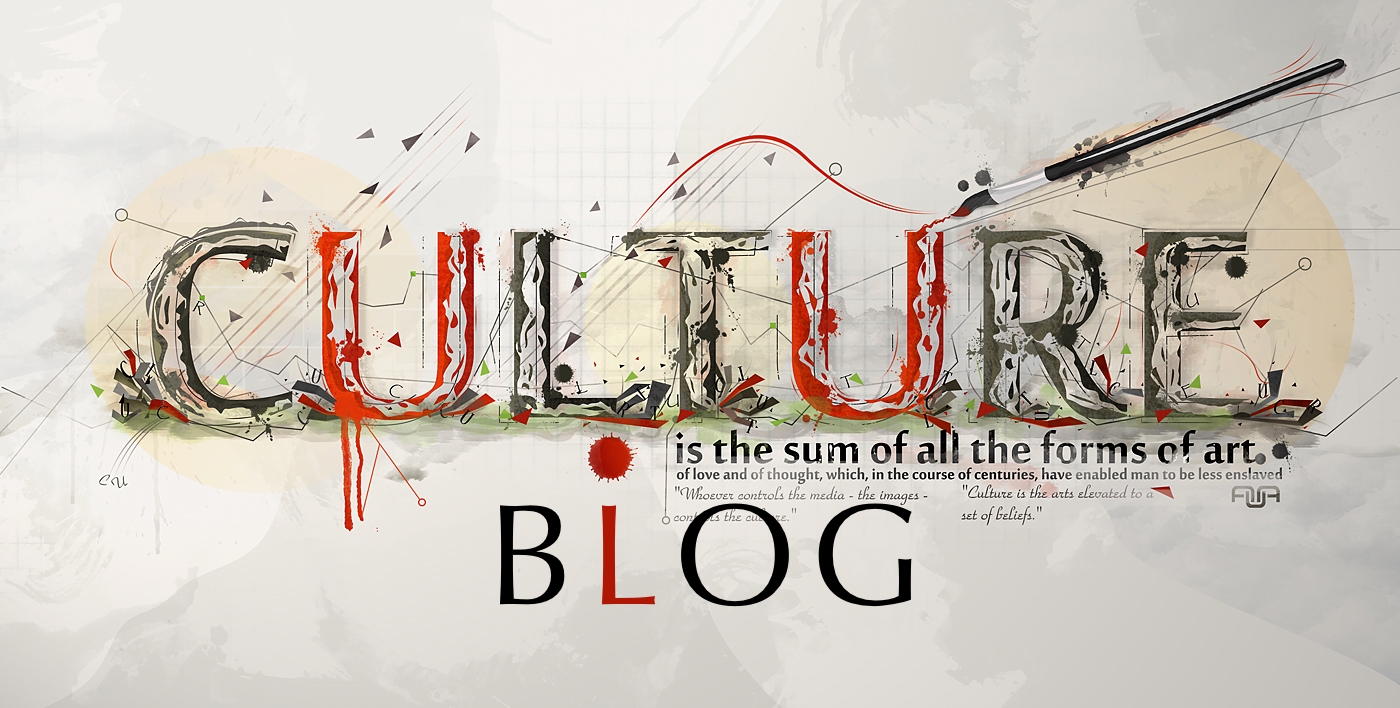 CULTURE
is the sum of all the forms of art.
of love and of thought, which, in the course of centuries, have enabled man to be less enslaved
"Whoever controls the media - the images -
controls the culture."
"Culture is the arts elevated to a
set of beliefs."
CU
BLOG